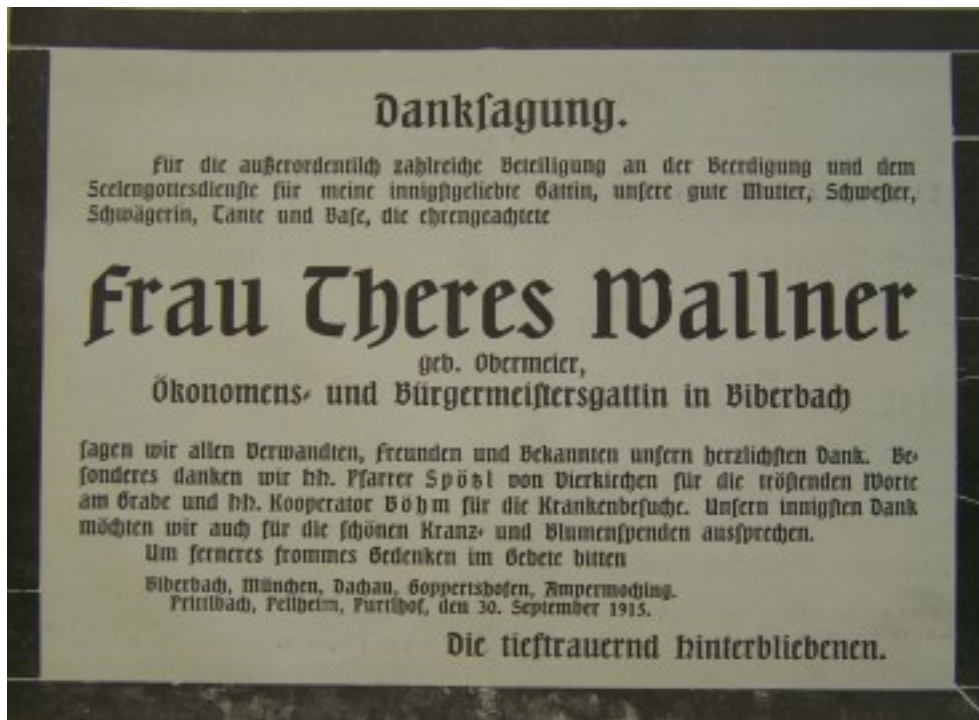 Danksagung.
Für die außerordentlich zahlreiche Beteiligung an der Beerdigung und dem
Seelengottesdienste für meine innigstgeliebte Gattin, unsere gute Mutter, Schwester,
Schwägerin, Tante und Base, die ehrengeachtete
Frau Theres Wallner
geb. Obermeier,
Ökonomens- und Bürgermeistersgattin in Biberbach
sagen wir allen Verwandten, Freunden und Bekannten unsern herzlichsten Dank. Be-
sonderes danken wir hh. Pfarrer Spötzl von Vierkirchen für die tröstenden Worte
am Grabe und hh. Kooperator Böhm für die Krankenbesuche. Unsern innigsten Dank
möchten wir auch für die schönen Kranz- und Blumenspenden aussprechen.
Um ferneres frommes Gedenken im Gebete bitten
Biberbach, München, Dachau, Goppertshofen, Ampermoching,
Prittlbach, Pellheim, Furtlhof, den 30. September 1915.
Die tieftrauernd Hinterbliebenen.